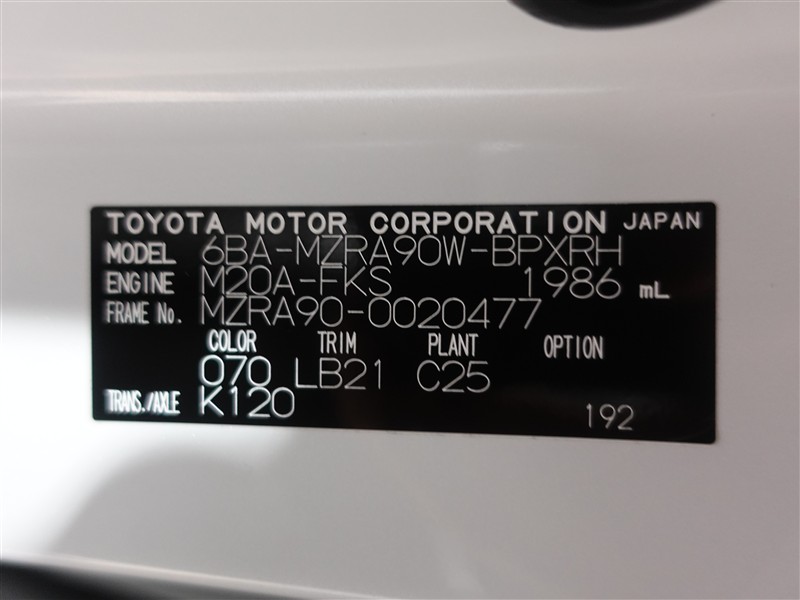 TOYOTA MOTOR CORPORATION JAPAN
MODEL 6BA-MZRA90W-BPXRH
ENGINE M20A-FKS 1986 mL
FRAME No. MZRA90-0020477
COLOR TRIM PLANT OPTION
070 LB21 C25
TRANS./AXLE K120
192